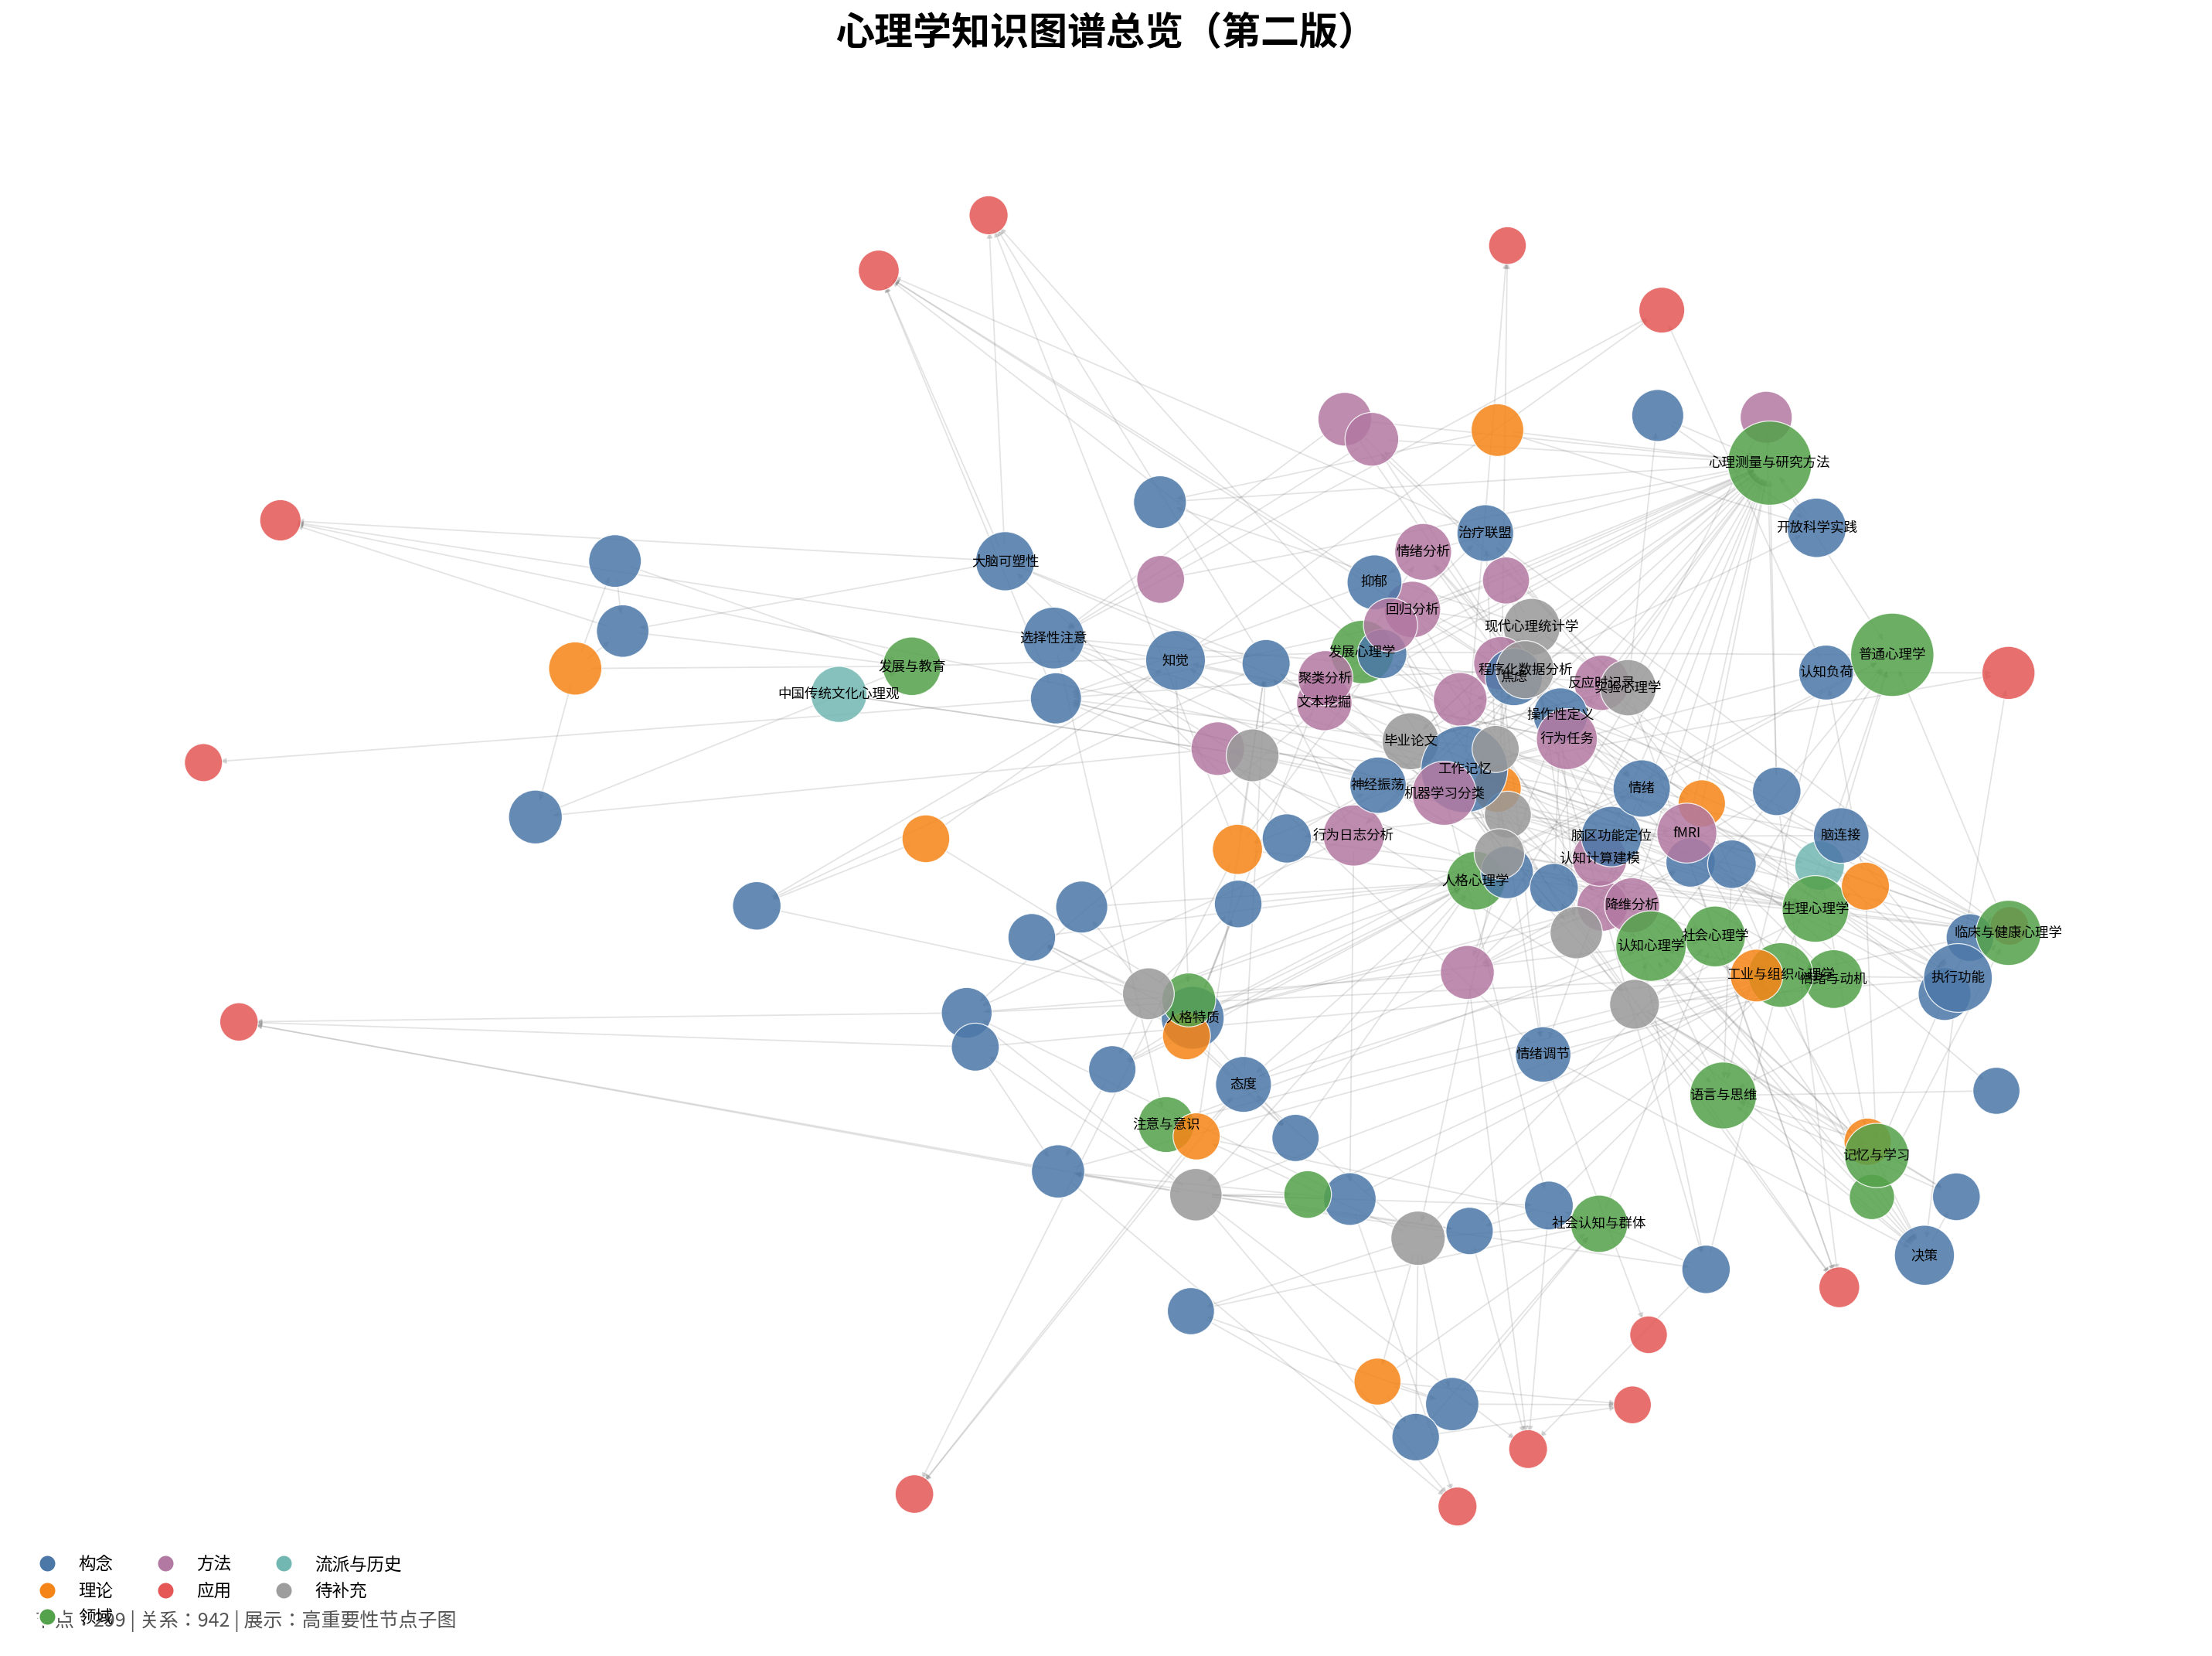 心理学知识图谱总览（第二版）
心理测量与研究方法
开放科学实践
治疗联盟
情绪分析
大脑可塑性
抑郁
回归分析
现代心理统计学
选择性注意
知觉
发展心理学
普通心理学
发展与教育
程序化数据分析
认知负荷
聚类分析
焦虑
反应时记录
实验心理学
中国传统文化心理观
文本挖掘
操作性定义
行为任务
毕业论文
工作记忆
神经振荡
机器学习分类
情绪
行为日志分析
脑区功能定位
fMRI
脑连接
认知计算建模
人格心理学
降维分析
生理心理学
认知心理学
社会心理学
临床与健康心理学
工业与组织心理学
情绪与动机
执行功能
人格特质
情绪调节
态度
语言与思维
注意与意识
记忆与学习
社会认知与群体
决策
构念
方法
流派与历史
理论
应用
待补充
领域
点：299 | 关系：942 | 展示：高重要性节点子图